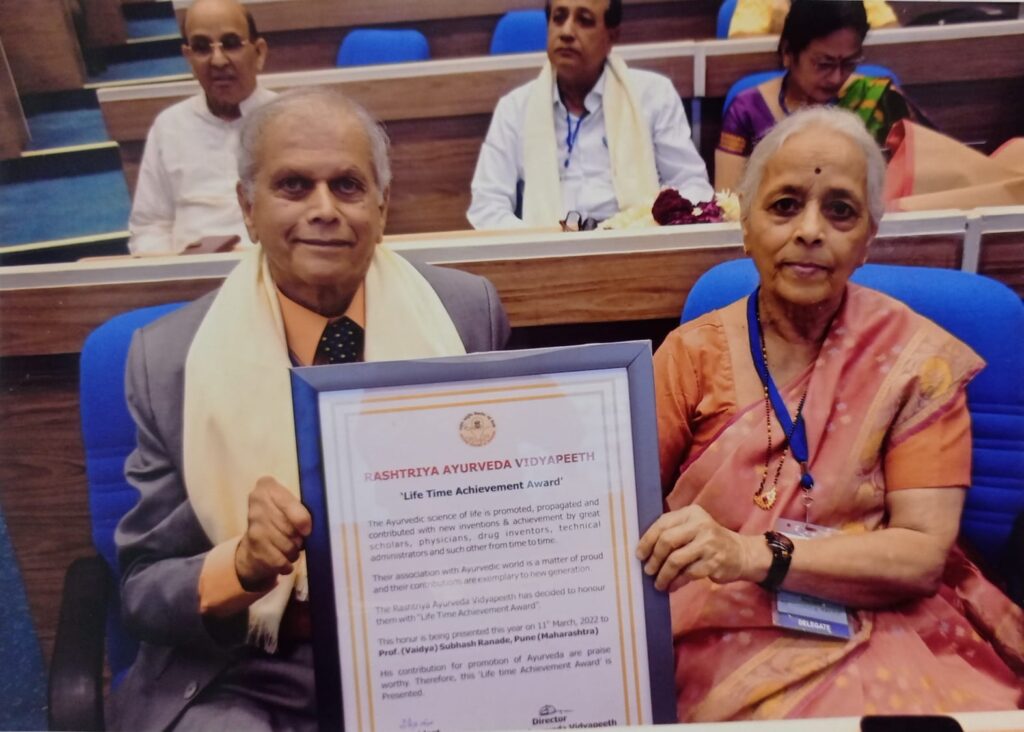 RASHTRIYA AYURVEDA VIDYAPEETH
'Life Time Achievement Award'
The Ayurvedic science of life is promoted, propagated and
contributed with new inventions & achievement by great
scholars, physicians, drug inventors, technical
administrators and such other from time to time.
Their association with Ayurvedic world is a matter of proud
and their contributions are exemplary to new generation.
The Rashtriya Ayurveda Vidyapeeth has decided to honour
them with "Life Time Achievement Award".
This honur is being presented this year on 11th March, 2022 to
Prof. (Vaidya) Subhash Ranade, Pune (Maharashtra)
His contribution for promotion of Ayurveda are praise
worthy. Therefore, this 'Life time Achievement Award' is
Presented.
Director
Vidyapeeth
DELEGATE